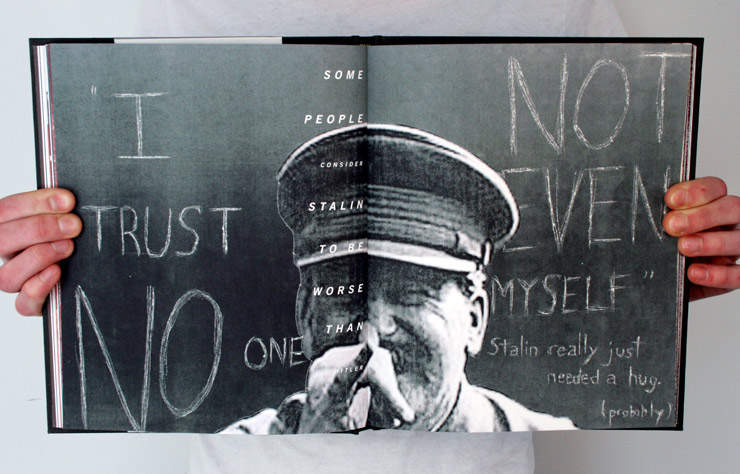 "I
TRUST
NO
ONE
SOME
PEOPLE
CONSIDER
STALIN
TO BE
WORSE
THAN
HITLER
NOT
EVEN
MYSELF"
Stalin really just
needed a hug.
(probably)